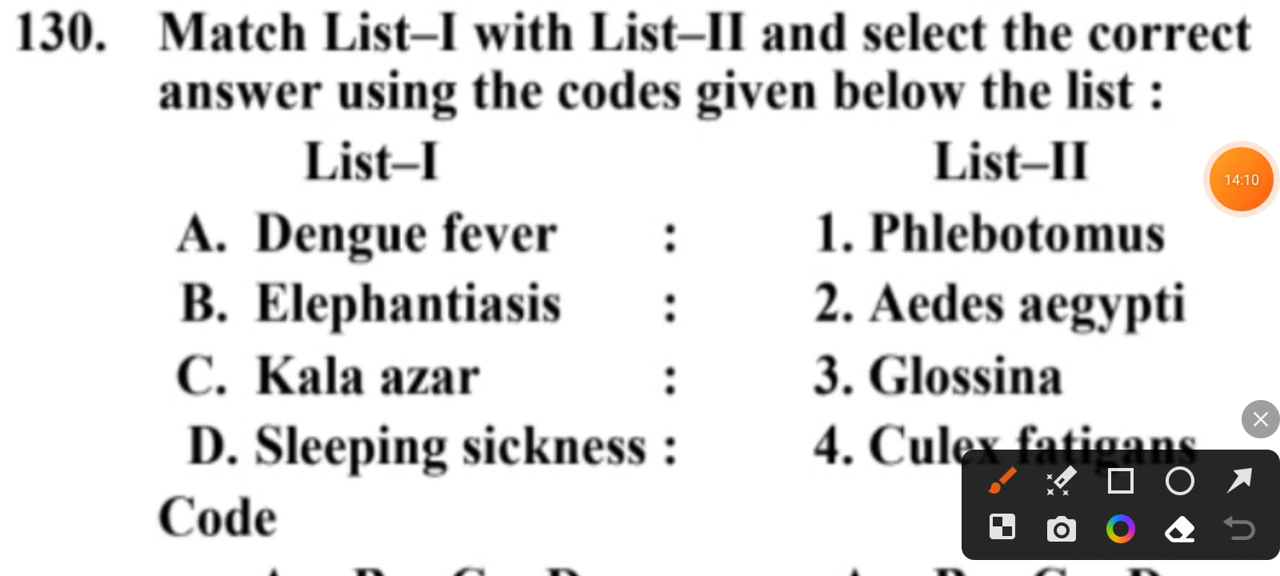 130. Match List–I with List–II and select the correct
answer using the codes given below the list :
List–I List–II
14:10
A. Dengue fever : 1. Phlebotomus
B. Elephantiasis : 2. Aedes aegypti
C. Kala azar : 3. Glossina
D. Sleeping sickness : 4. Culex fatigans
Code
A B C D A B C D